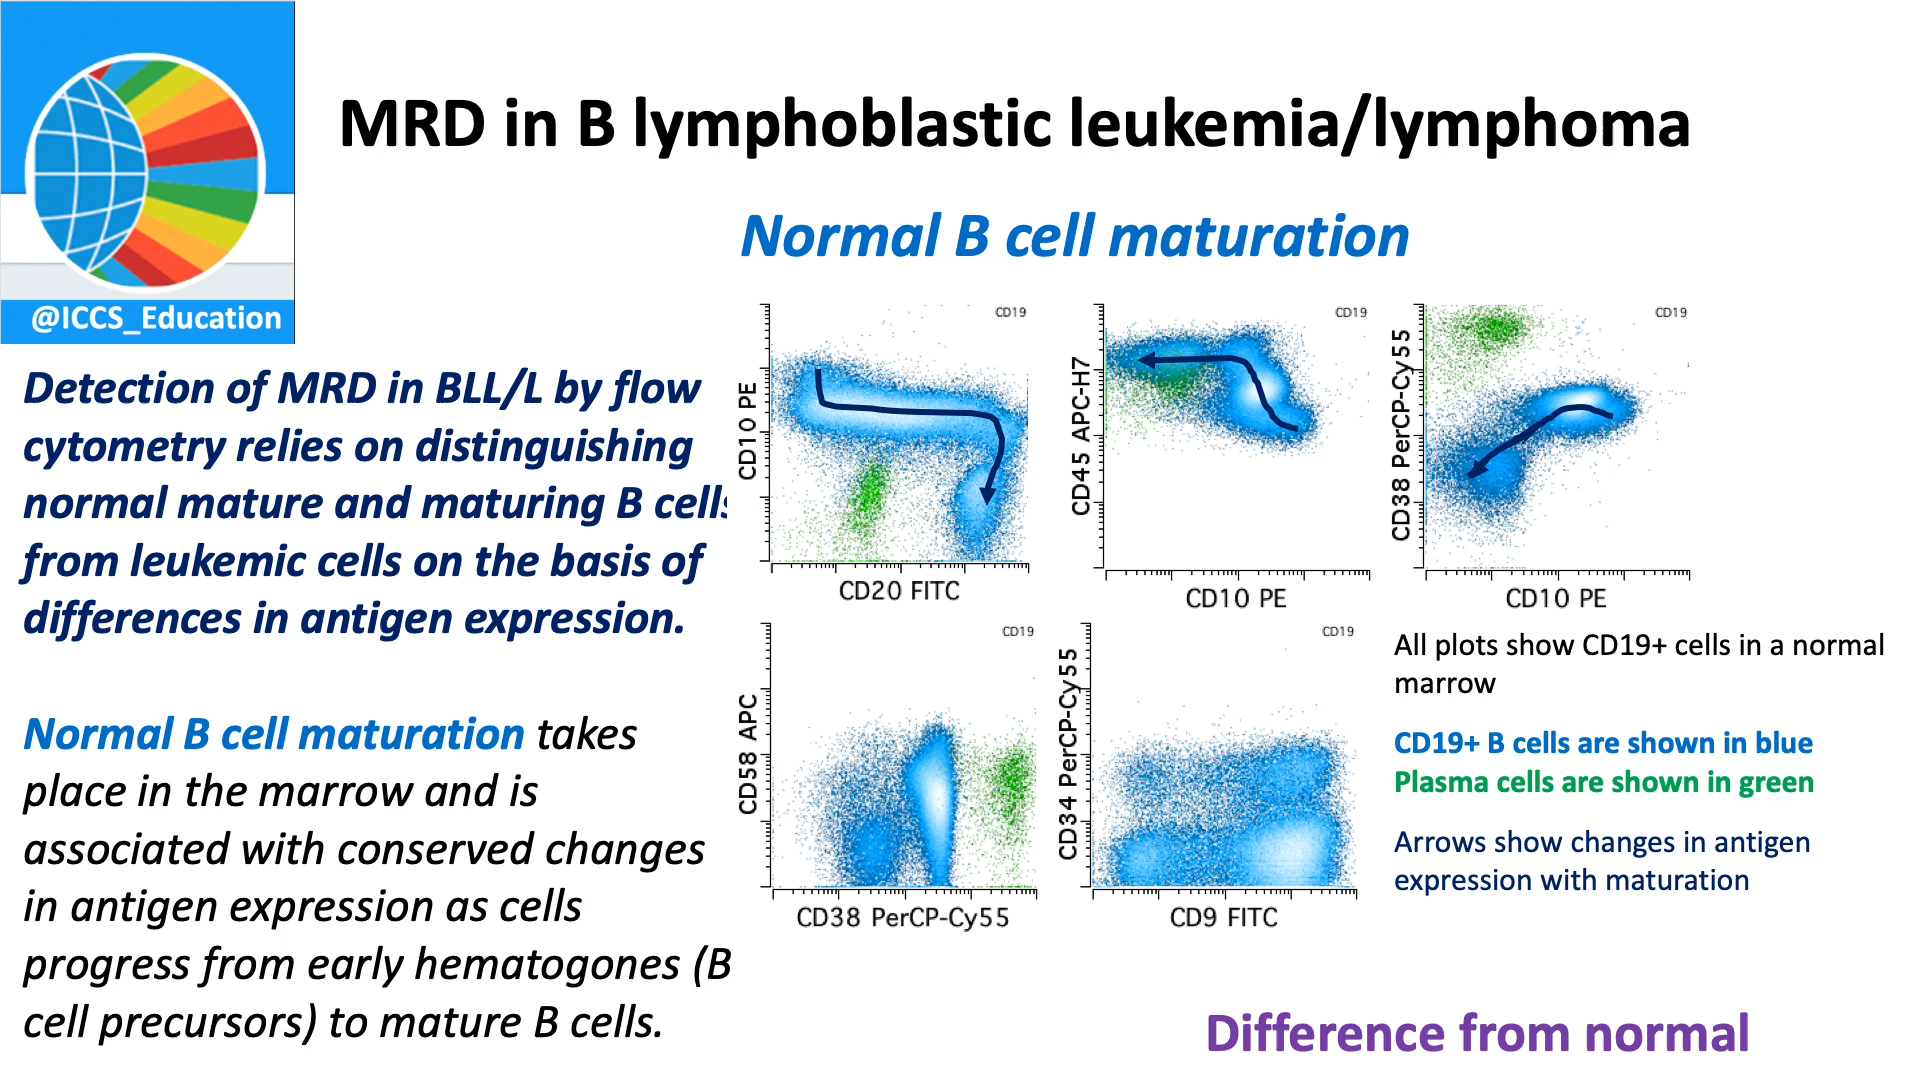 MRD in B lymphoblastic leukemia/lymphoma
Normal B cell maturation
@ICCS_Education
Detection of MRD in BLL/L by flow
cytometry relies on distinguishing
normal mature and maturing B cells
from leukemic cells on the basis of
differences in antigen expression.
Normal B cell maturation takes
place in the marrow and is
associated with conserved changes
in antigen expression as cells
progress from early hematogones (B
cell precursors) to mature B cells.
CD19
CD10 PE
CD20 FITC
CD19
CD45 APC-H7
CD10 PE
CD19
CD38 PerCP-Cy55
CD10 PE
CD19
CD58 APC
CD38 PerCP-Cy55
CD19
CD34 PerCP-Cy55
CD9 FITC
All plots show CD19+ cells in a normal
marrow
CD19+ B cells are shown in blue
Plasma cells are shown in green
Arrows show changes in antigen
expression with maturation
Difference from normal